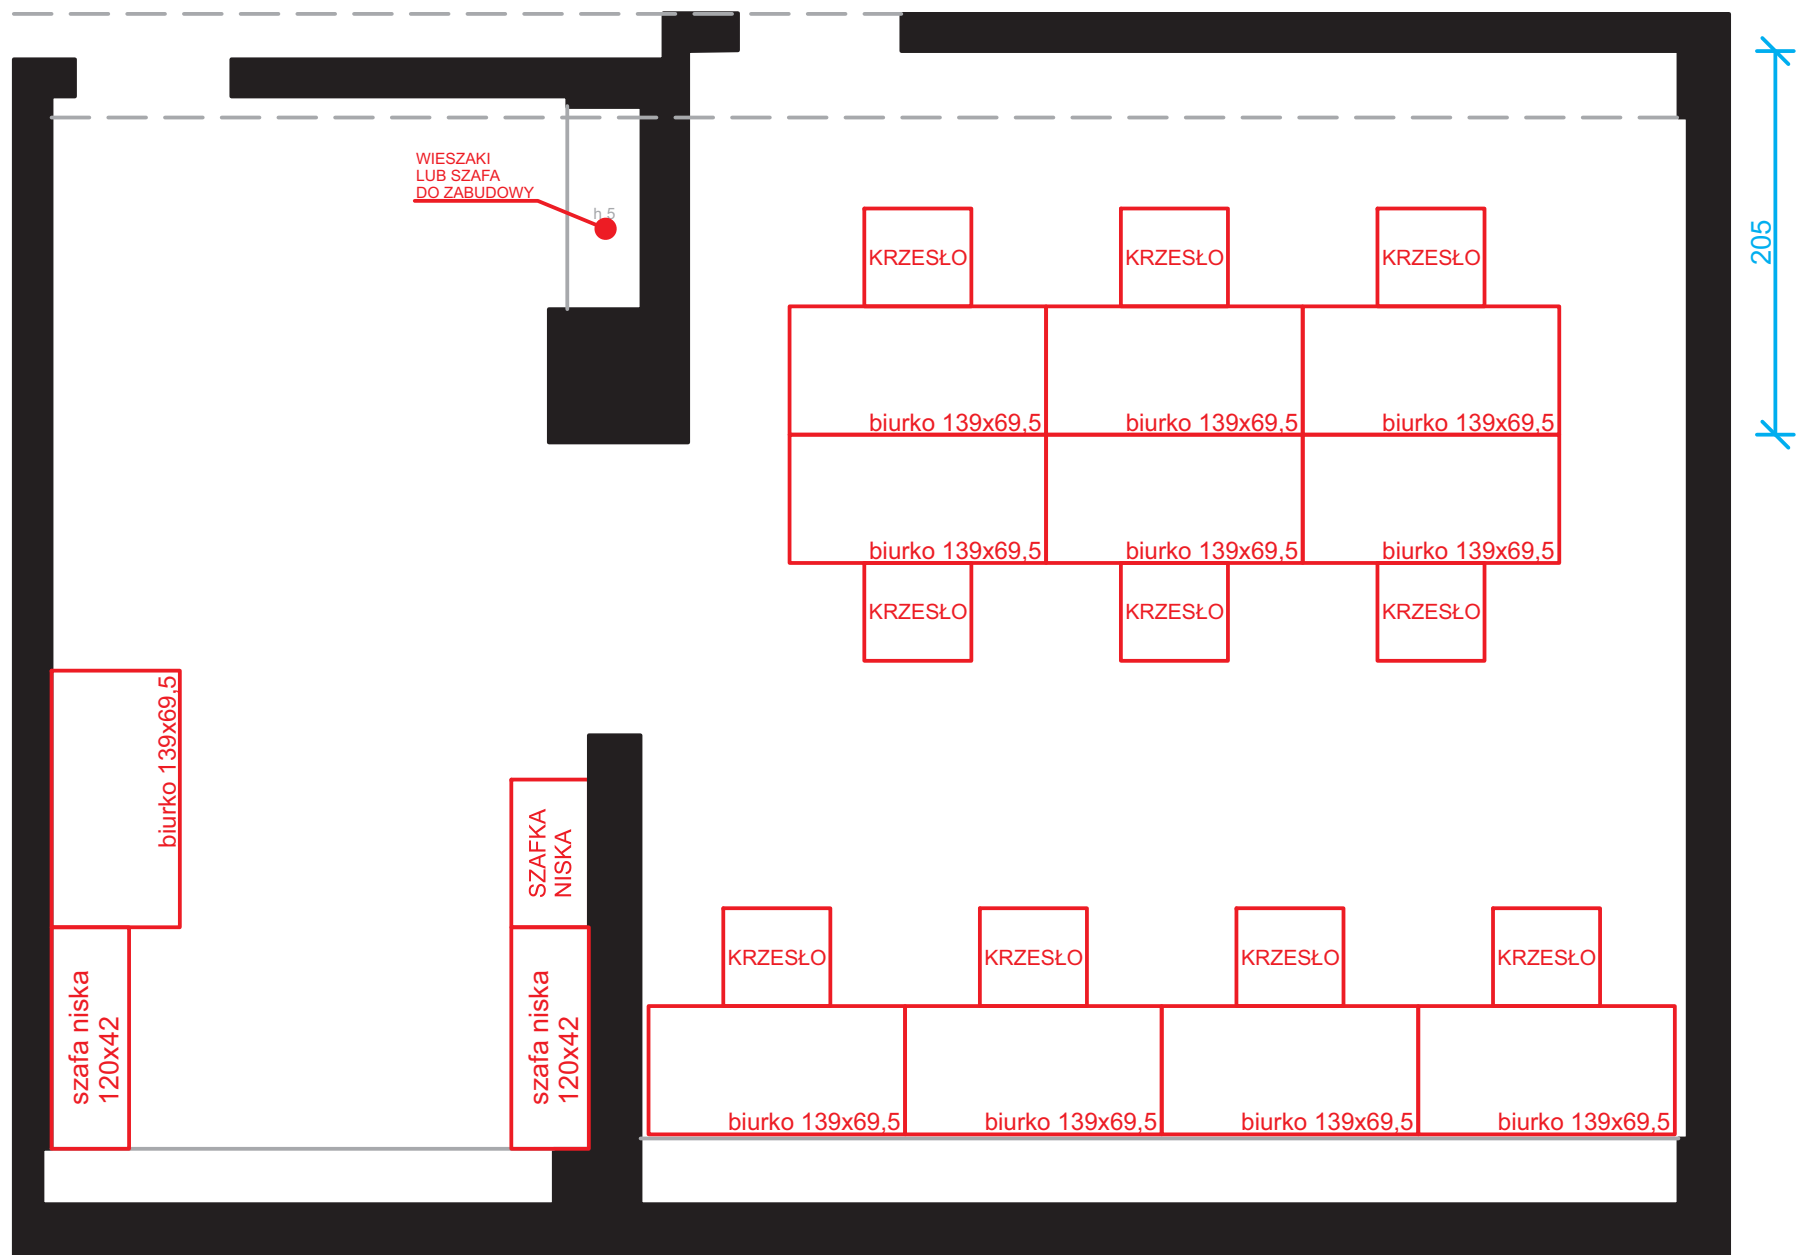 WIESZAKI
LUB SZAFA
DO ZABUDOWY
h 5
205
KRZESŁO
KRZESŁO
KRZESŁO
biurko 139x69,5
biurko 139x69,5
biurko 139x69,5
biurko 139x69,5
biurko 139x69,5
biurko 139x69,5
KRZESŁO
KRZESŁO
KRZESŁO
biurko 139x69,5
SZAFKA
NISKA
szafa niska
120x42
szafa niska
120x42
KRZESŁO
KRZESŁO
KRZESŁO
KRZESŁO
biurko 139x69,5
biurko 139x69,5
biurko 139x69,5
biurko 139x69,5